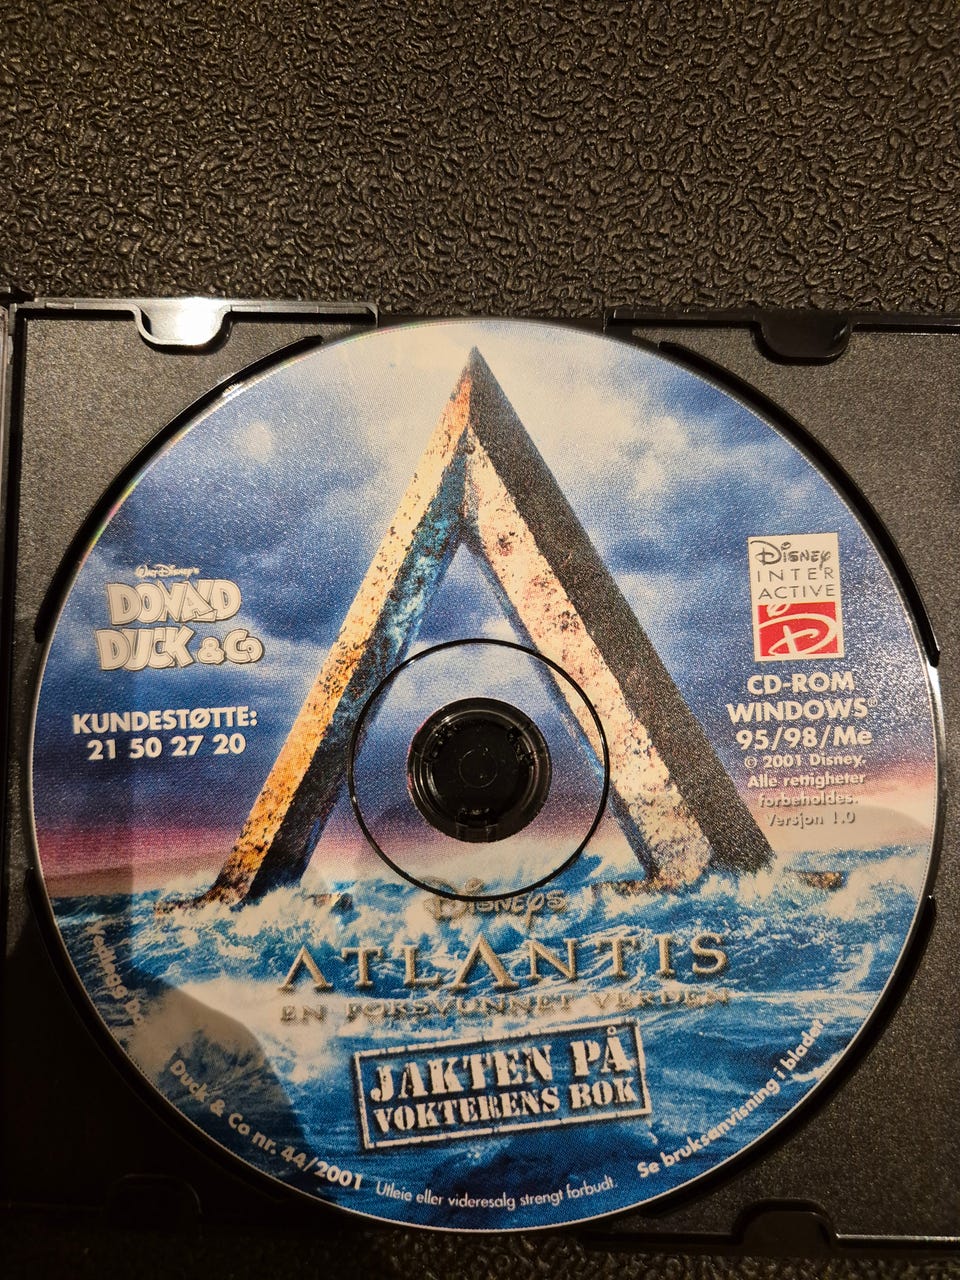 Walt Disney's
DONALD
DUCK & Co
KUNDESTØTTE:
21 50 27 20
Disney
INTER
ACTIVE
CD-ROM
WINDOWS®
95/98/Me
© 2001 Disney.
Alle rettigheter
forbeholdes.
Versjon 1.0
Disney's
ATLANTIS
EN FORSVUNNET VERDEN
JAKTEN PÅ
VOKTERENS BOK
Duck & Co nr. 44/2001
Utleie eller videresalg strengt forbudt.
Se bruksanvisning i bladet!